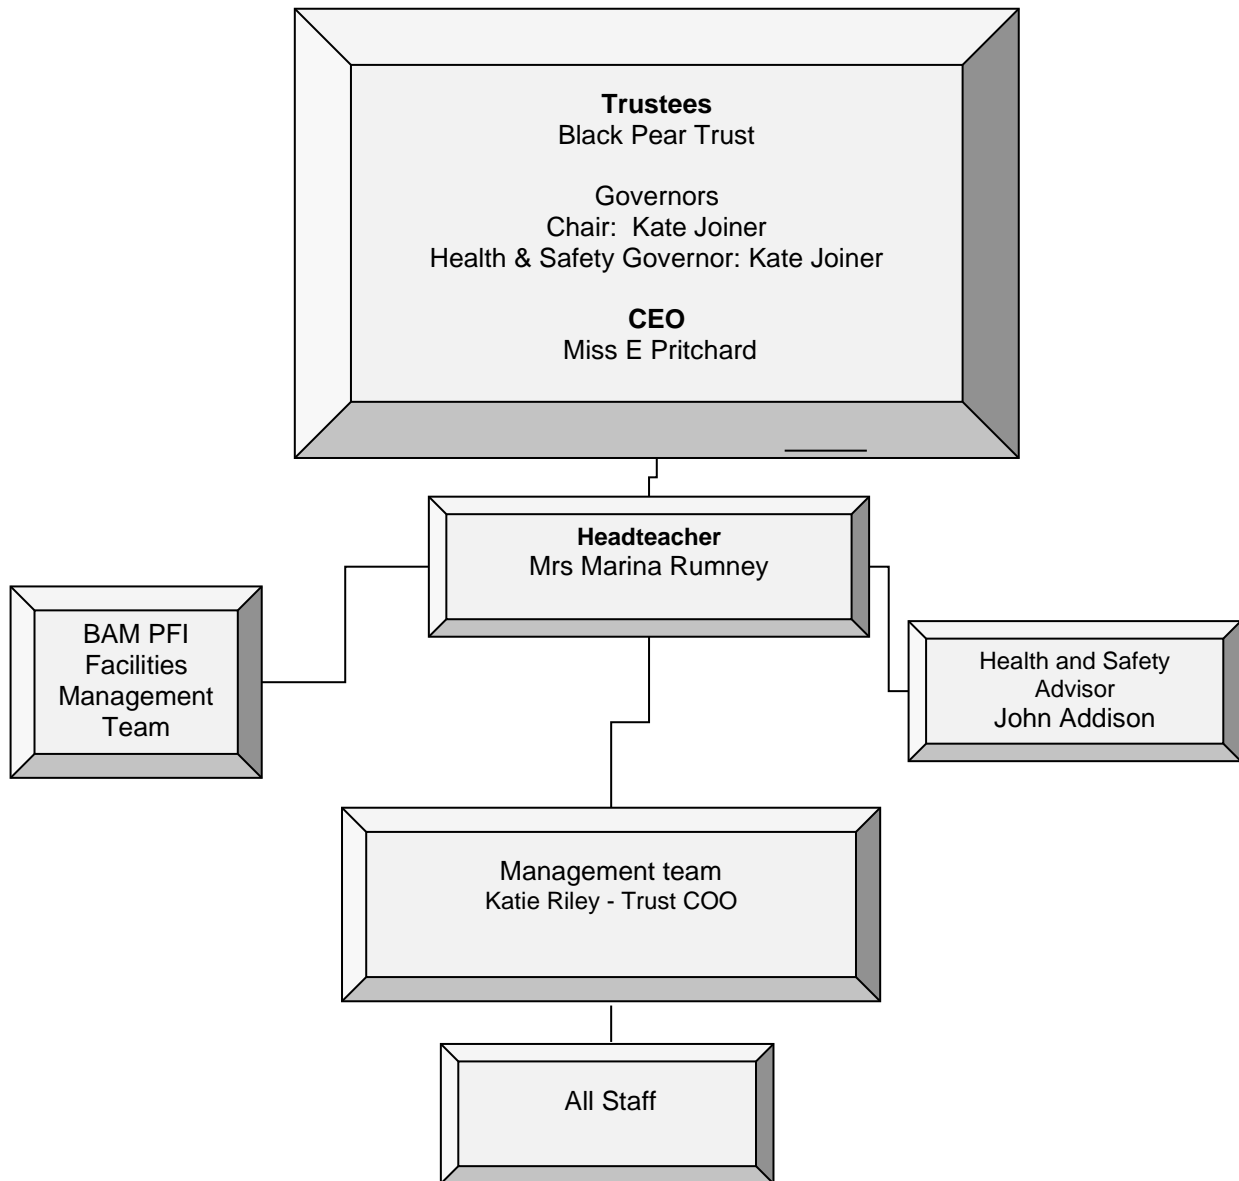 Trustees
Black Pear Trust
Governors
Chair:  Kate Joiner
Health & Safety Governor: Kate Joiner
CEO
Miss E Pritchard
Headteacher
Mrs Marina Rumney
BAM PFI
Facilities
Management
Team
Health and Safety
Advisor
John Addison
Management team
Katie Riley - Trust COO
All Staff